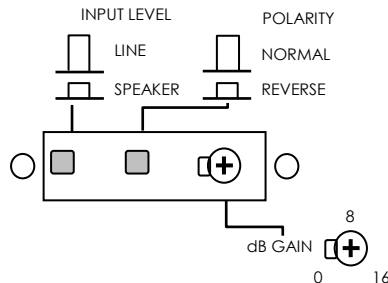 INPUT LEVEL
POLARITY
LINE
NORMAL
SPEAKER
REVERSE
8
dB GAIN
0
16